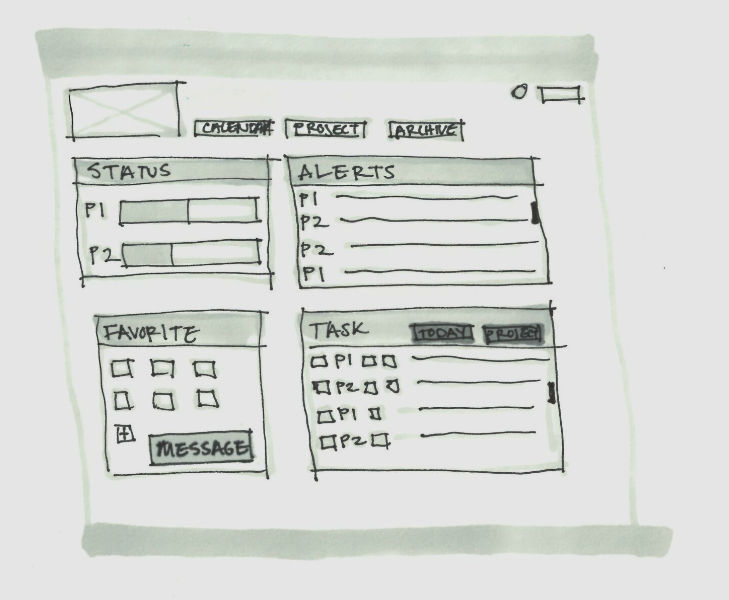 CALENDAR PROJECT ARCHIVE
STATUS
P1
P2
ALERTS
P1
P2
P2
P1
FAVORITE
MESSAGE
TASK TODAY PROJECT
P1
P2
P1
P2